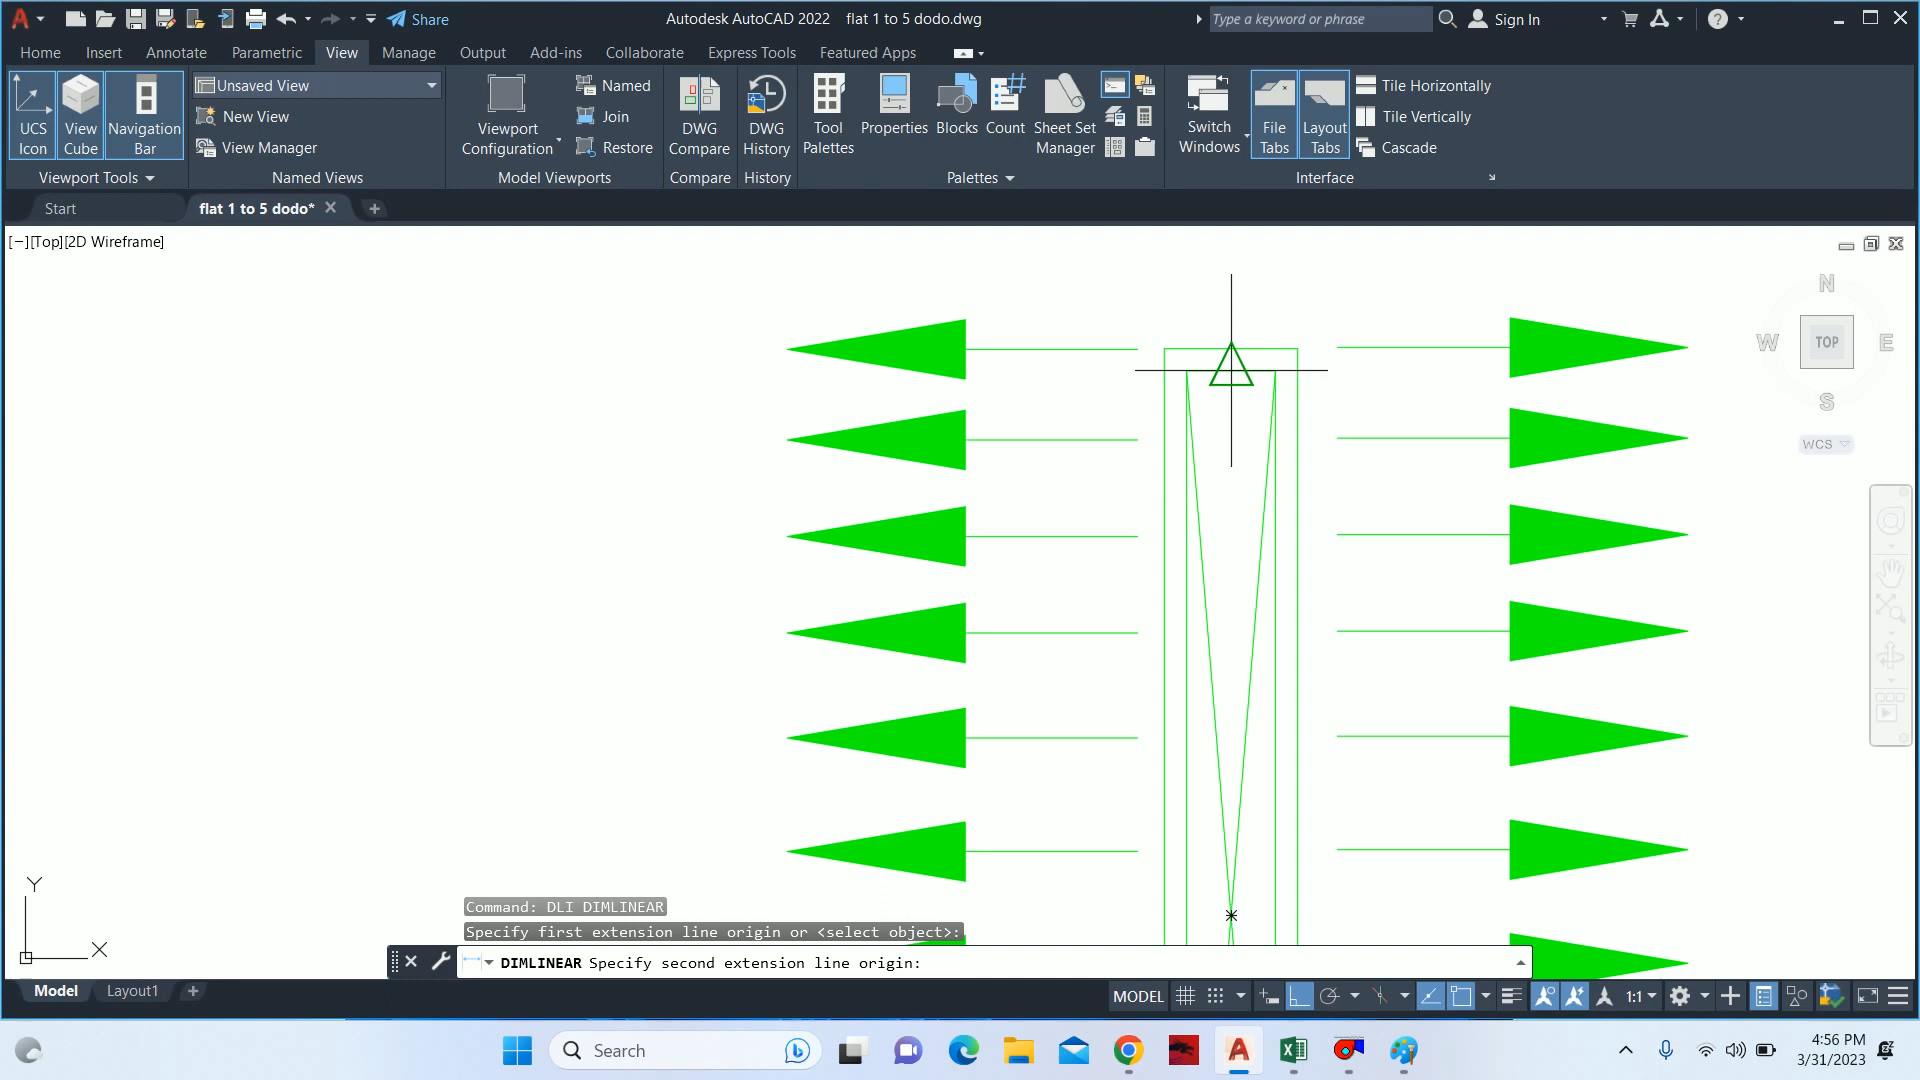 Share
Autodesk AutoCAD 2022 flat 1 to 5 dodo.dwg
Type a keyword or phrase
Sign In
Home Insert Annotate Parametric View Manage Output Add-ins Collaborate Express Tools Featured Apps
UCS Icon
View Cube
Navigation Bar
Viewport Tools
Unsaved View
New View
View Manager
Named Views
Viewport Configuration
Named
Join
Restore
Model Viewports
DWG Compare
Compare
DWG History
History
Tool Palettes
Properties
Blocks
Count
Sheet Set Manager
Palettes
Switch Windows
File Tabs
Layout Tabs
Tile Horizontally
Tile Vertically
Cascade
Interface
Start
flat 1 to 5 dodo*
[−][Top][2D Wireframe]
N
W
TOP
E
S
WCS
Y
X
Command: DLI DIMLINEAR
Specify first extension line origin or <select object>:
DIMLINEAR Specify second extension line origin:
Model
Layout1
MODEL
1:1
Search
4:56 PM
3/31/2023